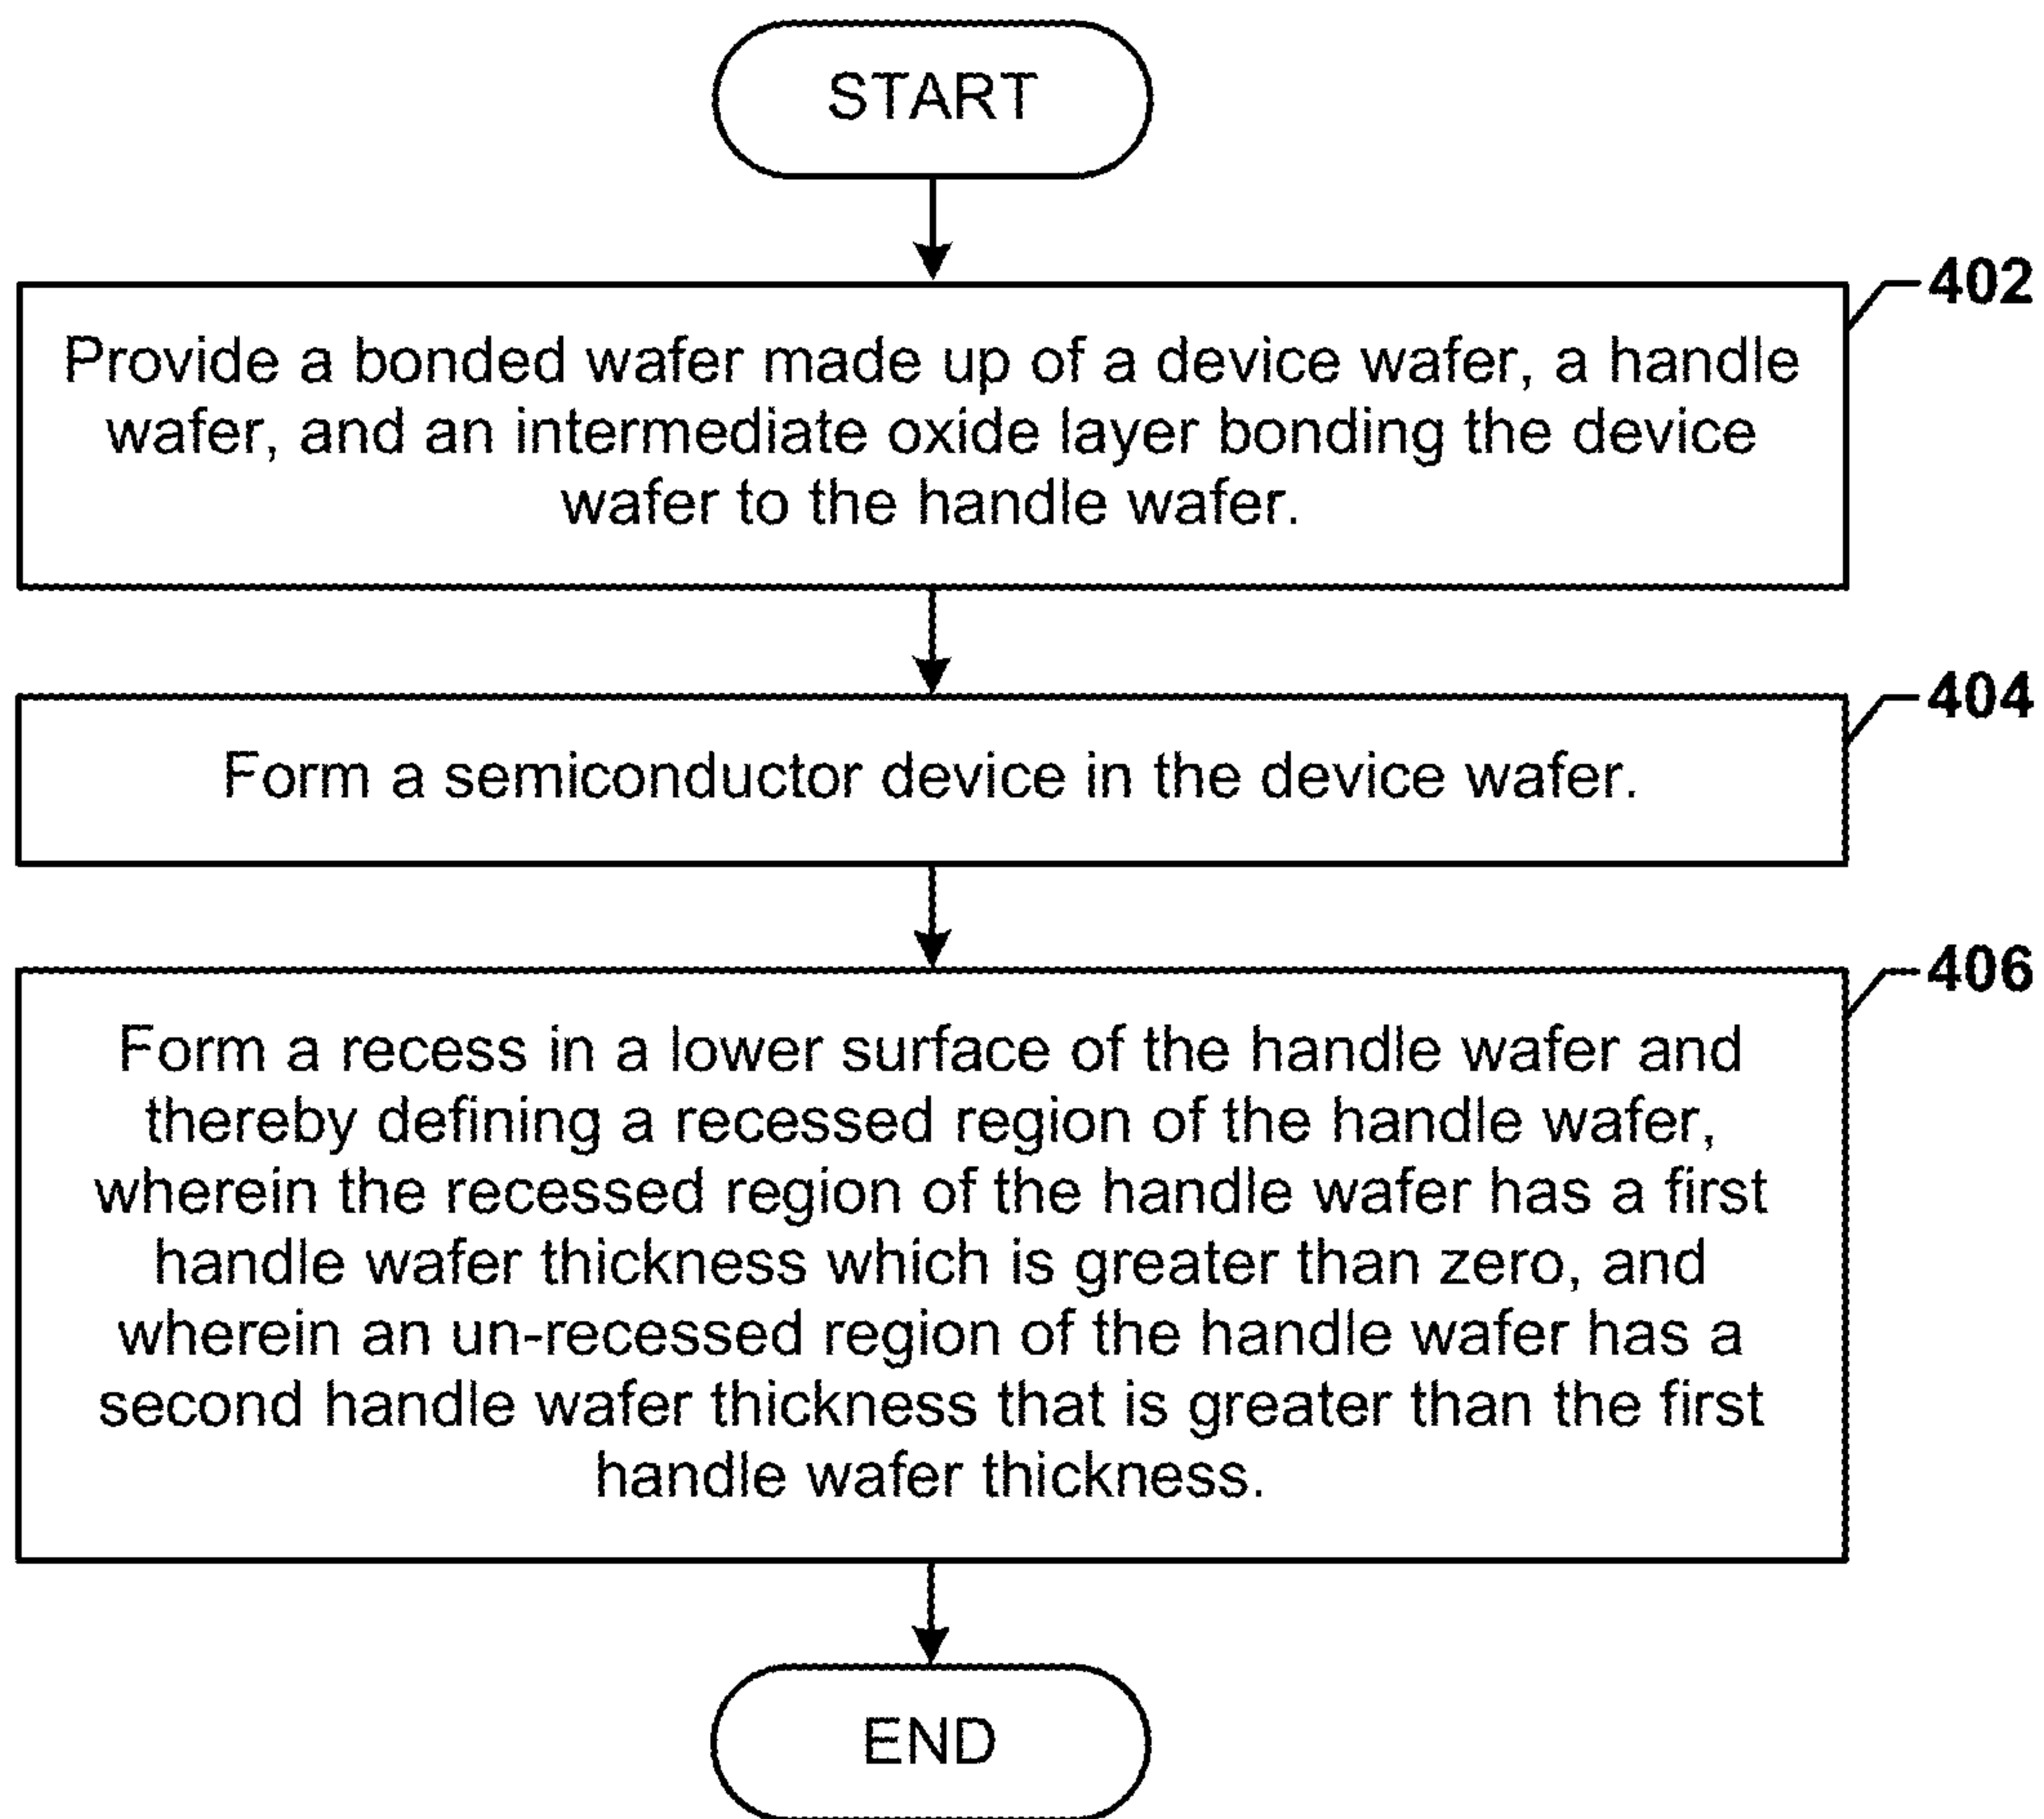 START
402
Provide a bonded wafer made up of a device wafer, a handle
wafer, and an intermediate oxide layer bonding the device
wafer to the handle wafer.
404
Form a semiconductor device in the device wafer.
406
Form a recess in a lower surface of the handle wafer and
thereby defining a recessed region of the handle wafer,
wherein the recessed region of the handle wafer has a first
handle wafer thickness which is greater than zero, and
wherein an un-recessed region of the handle wafer has a
second handle wafer thickness that is greater than the first
handle wafer thickness.
END